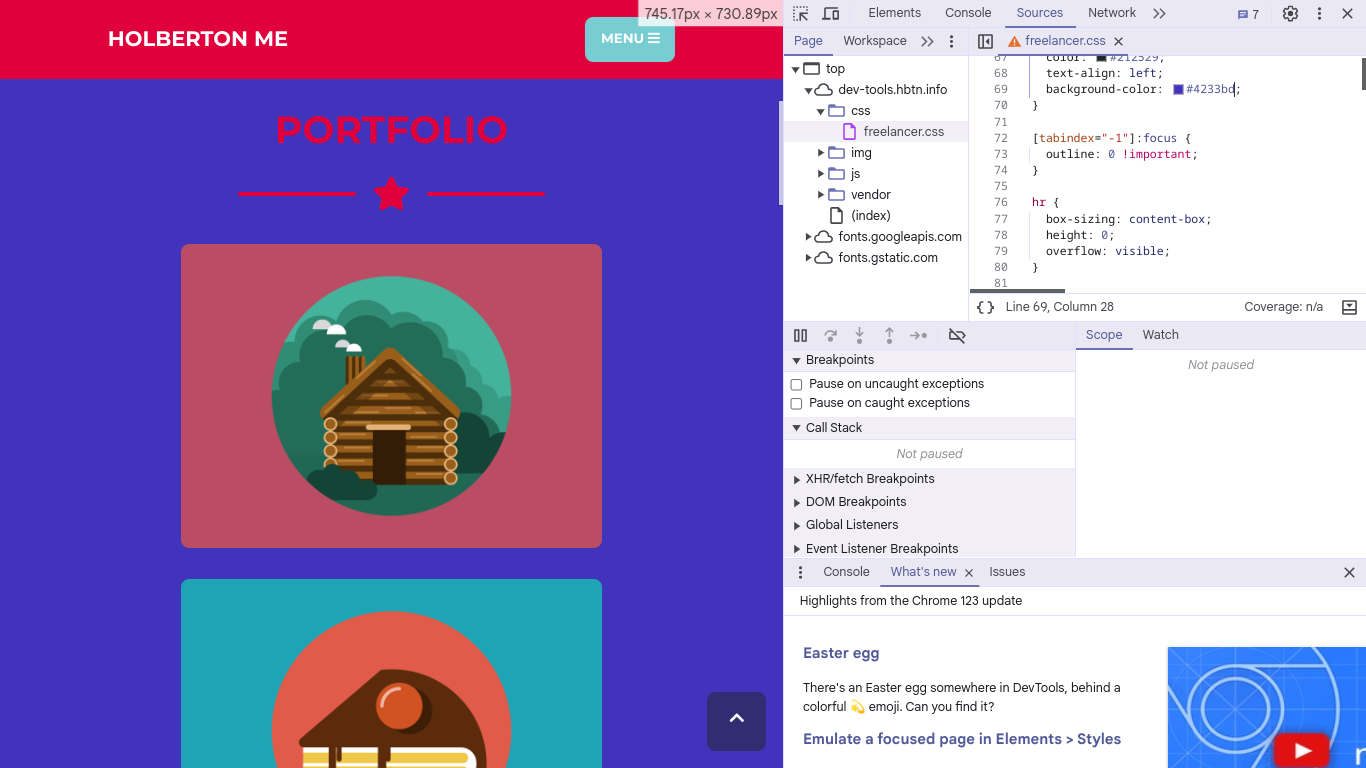 745.17px × 730.89px
HOLBERTON ME
MENU
PORTFOLIO
Elements Console Sources Network 7
Page Workspace
freelancer.css
top
dev-tools.hbtn.info
css
freelancer.css
img
js
vendor
(index)
fonts.googleapis.com
fonts.gstatic.com
67 color: #212529;
68 text-align: left;
69 background-color: #4233bd;
70 }
71
72 [tabindex="-1"]:focus {
73 outline: 0 !important;
74 }
75
76 hr {
77 box-sizing: content-box;
78 height: 0;
79 overflow: visible;
80 }
81
{ } Line 69, Column 28 Coverage: n/a
Scope Watch
Not paused
Breakpoints
Pause on uncaught exceptions
Pause on caught exceptions
Call Stack
Not paused
XHR/fetch Breakpoints
DOM Breakpoints
Global Listeners
Event Listener Breakpoints
Console What's new Issues
Highlights from the Chrome 123 update
Easter egg
There's an Easter egg somewhere in DevTools, behind a
colorful 💫 emoji. Can you find it?
Emulate a focused page in Elements > Styles